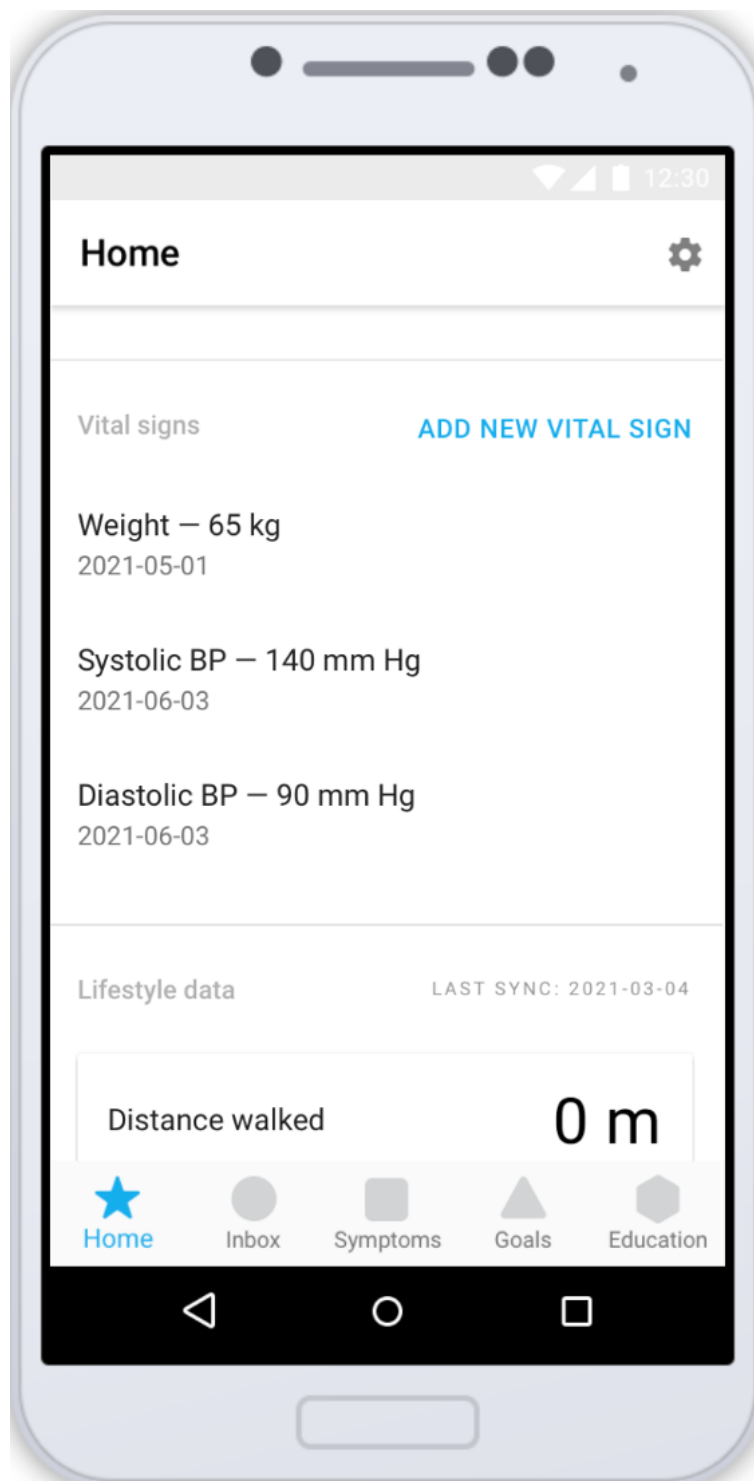 12:30
Home
Vital signs
ADD NEW VITAL SIGN
Weight — 65 kg
2021-05-01
Systolic BP — 140 mm Hg
2021-06-03
Diastolic BP — 90 mm Hg
2021-06-03
Lifestyle data
LAST SYNC: 2021-03-04
Distance walked
0 m
Home
Inbox
Symptoms
Goals
Education